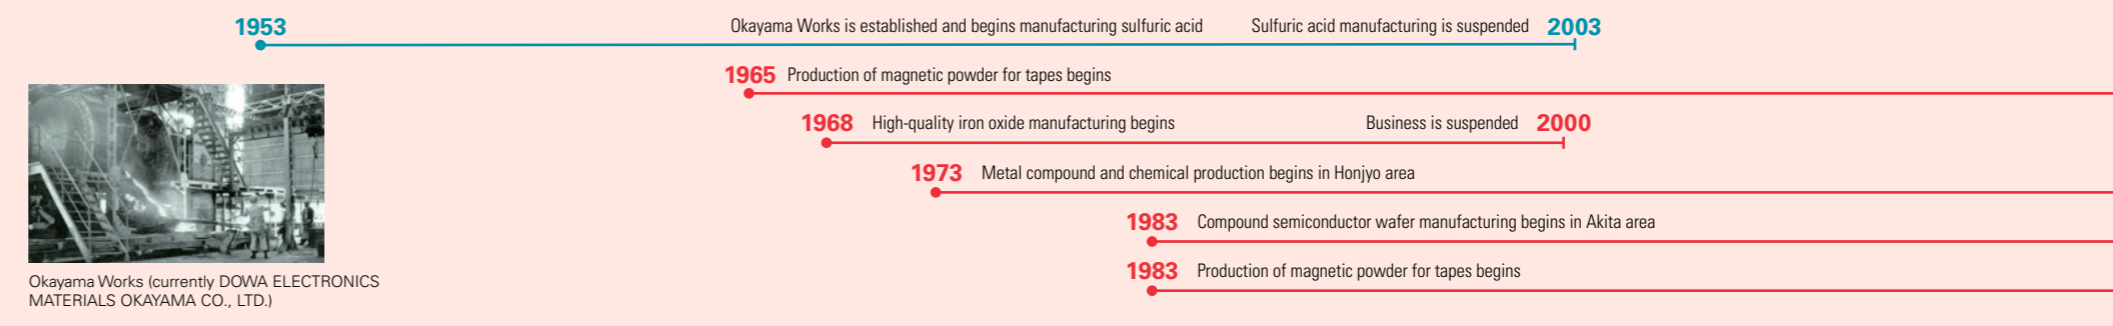 1953 Okayama Works is established and begins manufacturing sulfuric acid Sulfuric acid manufacturing is suspended 2003
1965 Production of magnetic powder for tapes begins
1968 High-quality iron oxide manufacturing begins Business is suspended 2000
1973 Metal compound and chemical production begins in Honjyo area
1983 Compound semiconductor wafer manufacturing begins in Akita area
1983 Production of magnetic powder for tapes begins
Okayama Works (currently DOWA ELECTRONICS
MATERIALS OKAYAMA CO., LTD.)